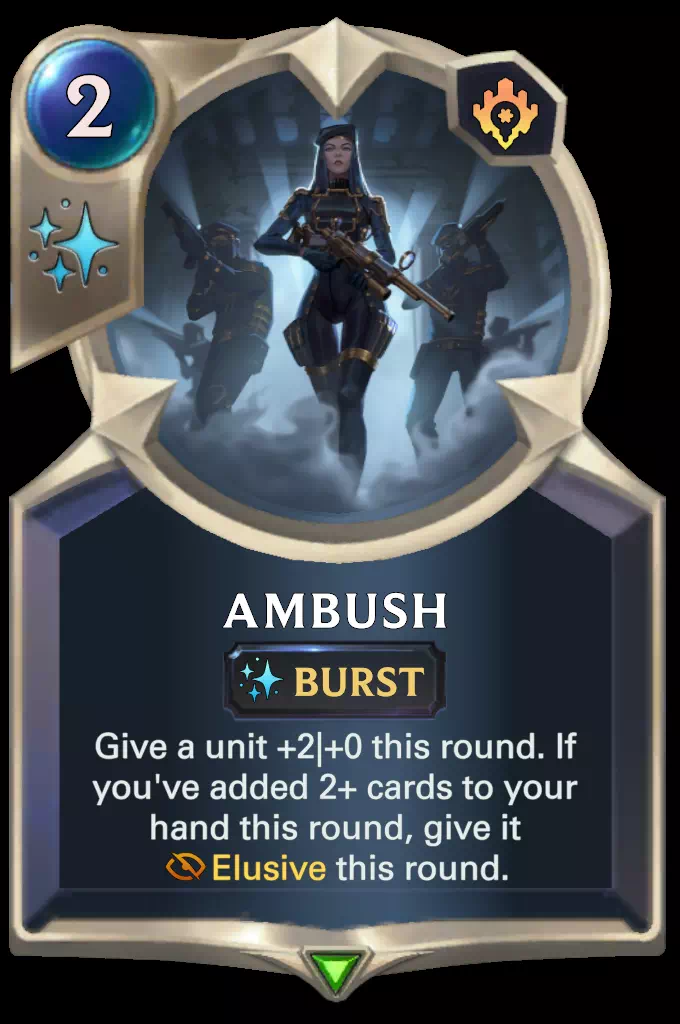 2
AMBUSH
BURST
Give a unit +2|+0 this round. If
you've added 2+ cards to your
hand this round, give it
Elusive this round.